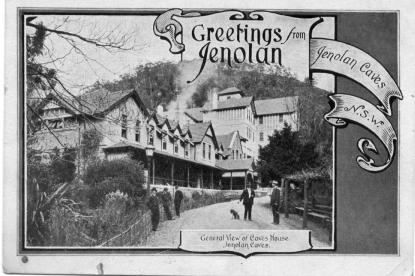 Greetings from
Jenolan
Jenolan Caves
N.S.W.
General View of Caves House
Jenolan Caves.